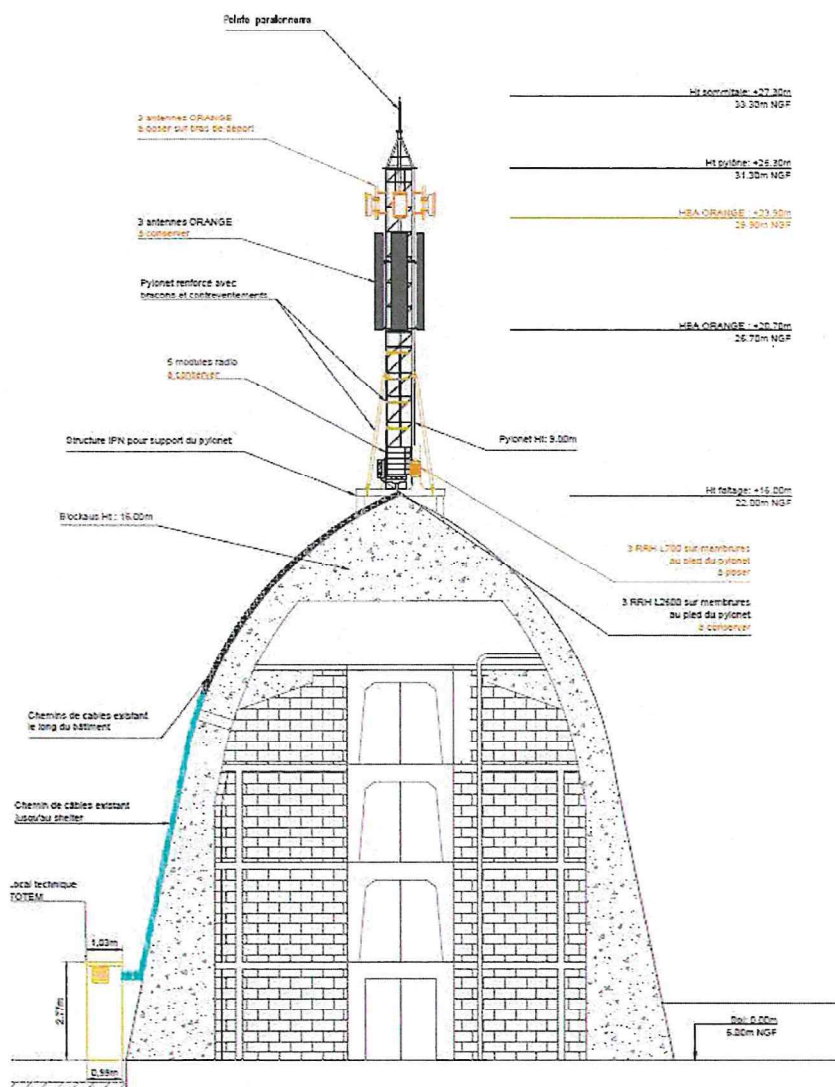 Pointe paratonnerre
Ht sommitale: +27.30m
33.30m NGF
3 antennes ORANGE
à poser sur bras de déport
Ht pylône: +25.30m
31.30m NGF
HBA ORANGE : +23.90m
29.90m NGF
3 antennes ORANGE
à conserver
Pylonet renforcé avec
bracons et contreventements
HBA ORANGE : +20.70m
26.70m NGF
6 modules radio
à conserver
Structure IPN pour support du pylonet
Pylonet Ht: 9.00m
Ht faîtage: +16.00m
22.00m NGF
Blockaus Ht : 16.00m
3 RRH L700 sur membrures
au pied du pylonet
à poser
3 RRH L2600 sur membrures
au pied du pylonet
à conserver
Chemins de cables existant
le long du bâtiment
Chemin de câbles existant
jusqu'au shelter
Local technique
TOTEM
1,03m
2.77m
0,99m
Sol: 0.00m
6.00m NGF